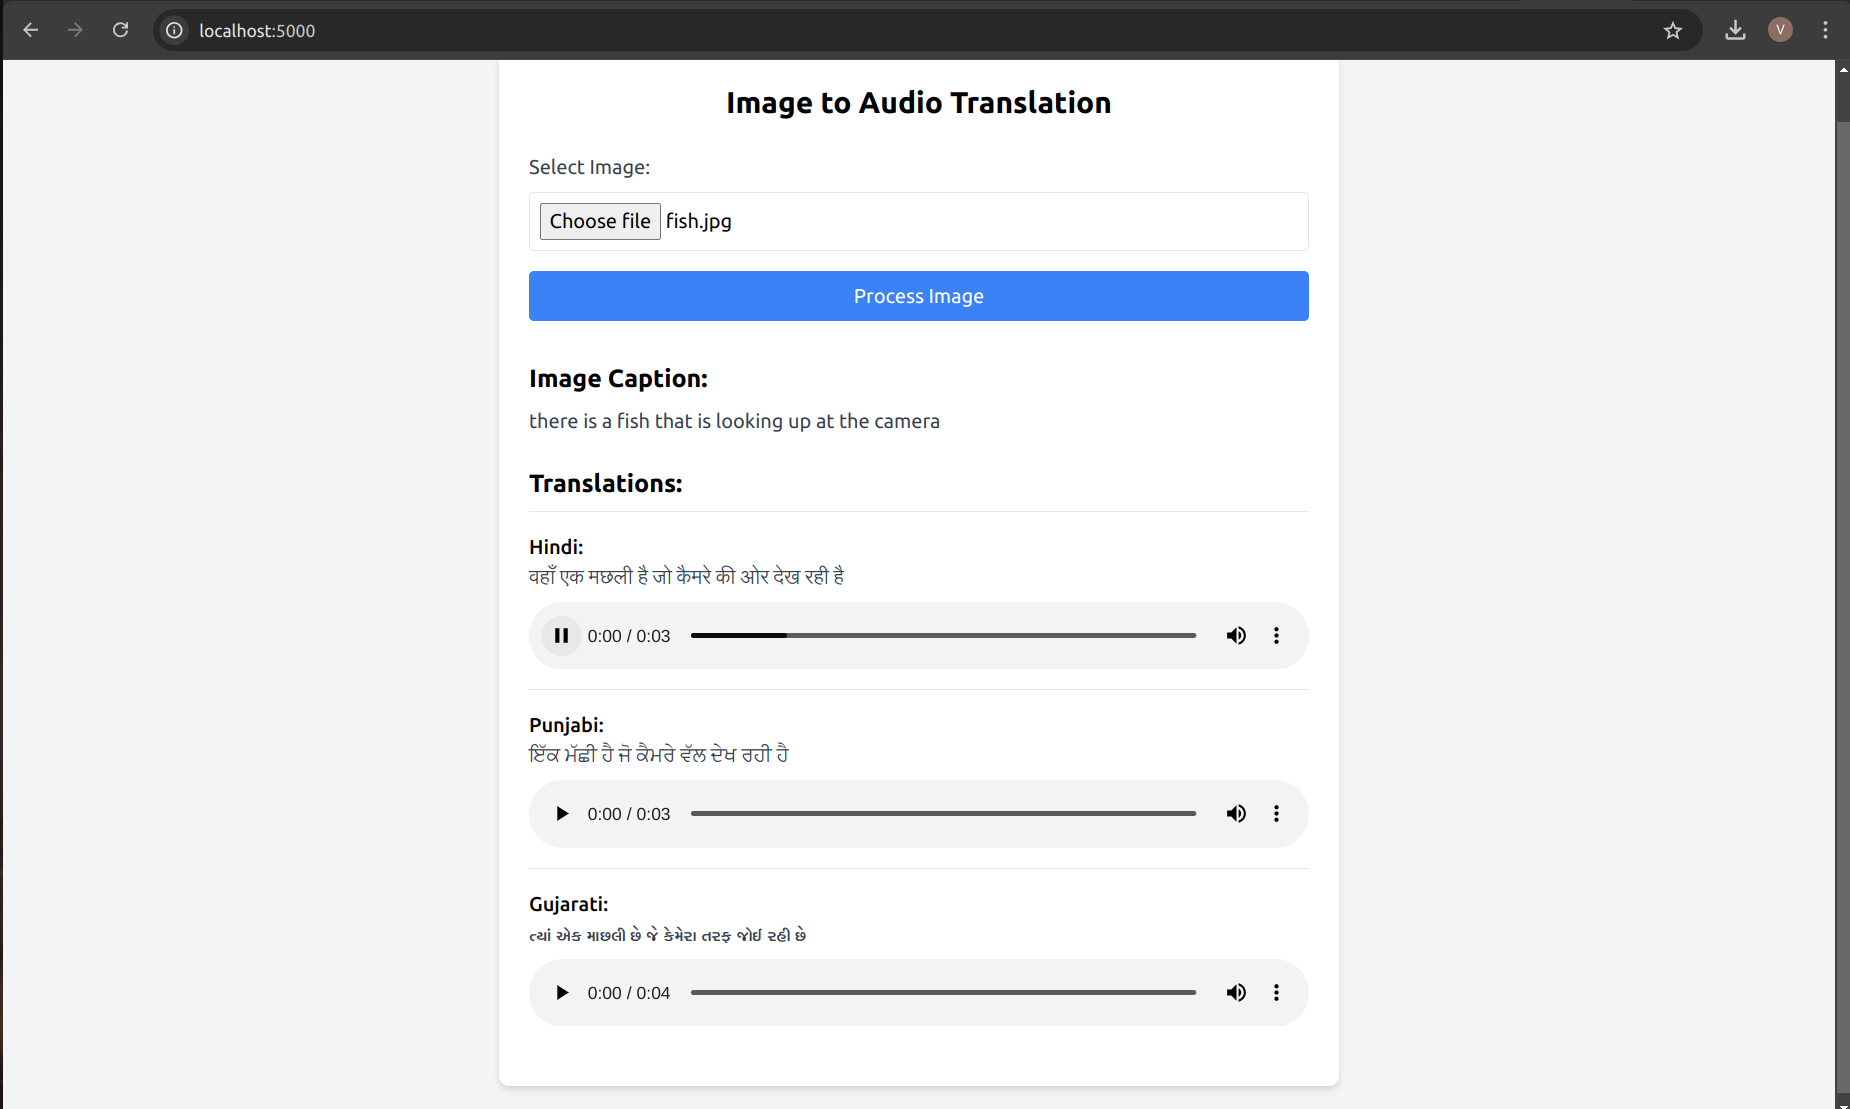 localhost:5000
V
Image to Audio Translation
Select Image:
Choose file fish.jpg
Process Image
Image Caption:
there is a fish that is looking up at the camera
Translations:
Hindi:
वहाँ एक मछली है जो कैमरे की ओर देख रही है
0:00 / 0:03
Punjabi:
ਇੱਕ ਮੱਛੀ ਹੈ ਜੋ ਕੈਮਰੇ ਵੱਲ ਦੇਖ ਰਹੀ ਹੈ
0:00 / 0:03
Gujarati:
ત્યાં એક માછલી છે જે કેમેરા તરફ જોઈ રહી છે
0:00 / 0:04